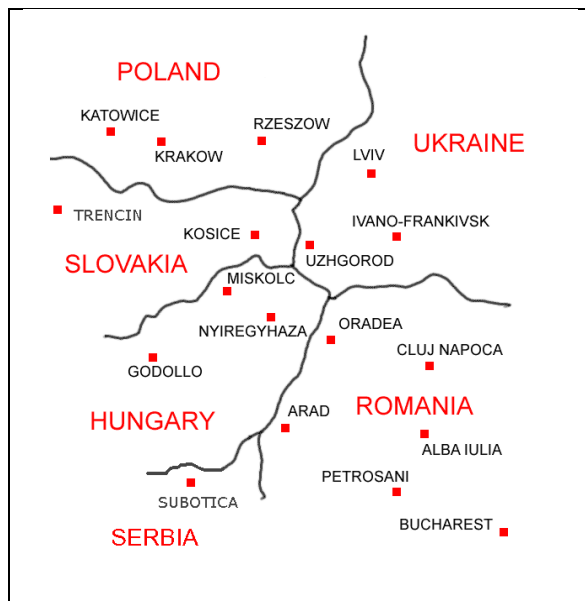 POLAND
KATOWICE
KRAKOW
RZESZOW
UKRAINE
LVIV
TRENCIN
KOSICE
IVANO-FRANKIVSK
UZHGOROD
SLOVAKIA
MISKOLC
NYIREGYHAZA
ORADEA
CLUJ NAPOCA
GODOLLO
HUNGARY
ARAD
ROMANIA
ALBA IULIA
PETROSANI
SUBOTICA
BUCHAREST
SERBIA